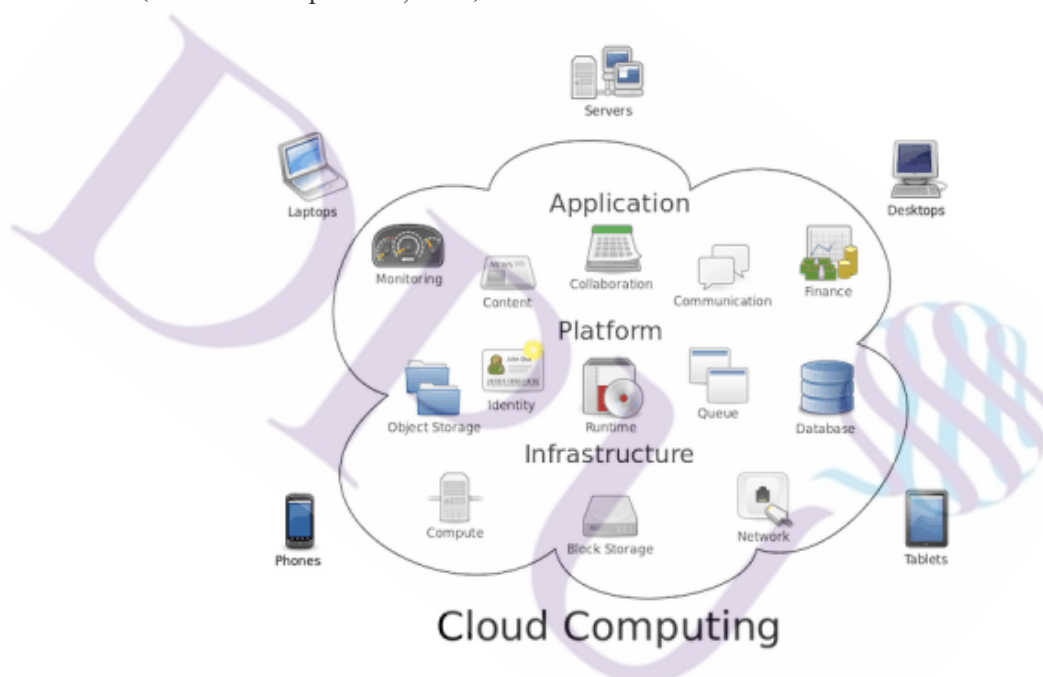 Servers
Laptops
Desktops
Application
Monitoring
Content
Collaboration
Communication
Finance
Platform
Object Storage
Identity
Runtime
Queue
Database
Infrastructure
Compute
Block Storage
Network
Phones
Tablets
Cloud Computing
DPU